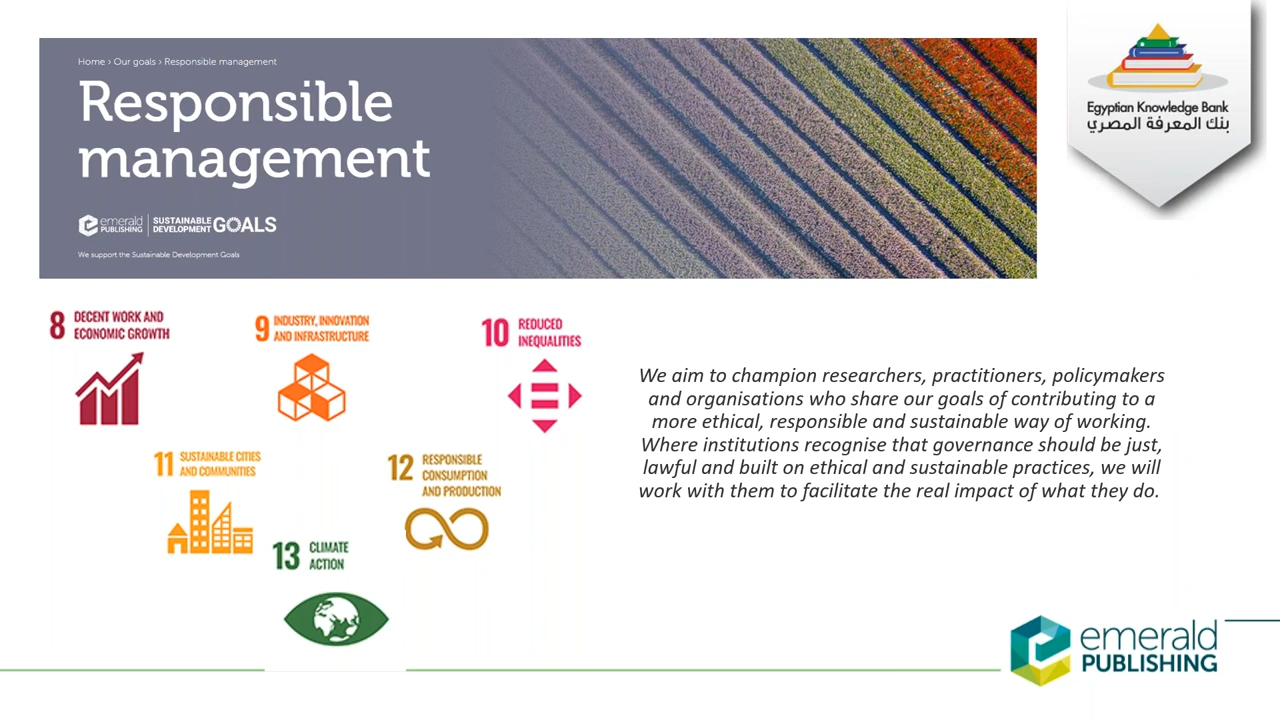 Home › Our goals › Responsible management
Responsible
management
emerald
PUBLISHING
SUSTAINABLE
DEVELOPMENT
GOALS
We support the Sustainable Development Goals
Egyptian Knowledge Bank
بنك المعرفة المصري
8 DECENT WORK AND
ECONOMIC GROWTH
9 INDUSTRY, INNOVATION
AND INFRASTRUCTURE
10 REDUCED
INEQUALITIES
11 SUSTAINABLE CITIES
AND COMMUNITIES
12 RESPONSIBLE
CONSUMPTION
AND PRODUCTION
13 CLIMATE
ACTION
We aim to champion researchers, practitioners, policymakers
and organisations who share our goals of contributing to a
more ethical, responsible and sustainable way of working.
Where institutions recognise that governance should be just,
lawful and built on ethical and sustainable practices, we will
work with them to facilitate the real impact of what they do.
emerald
PUBLISHING